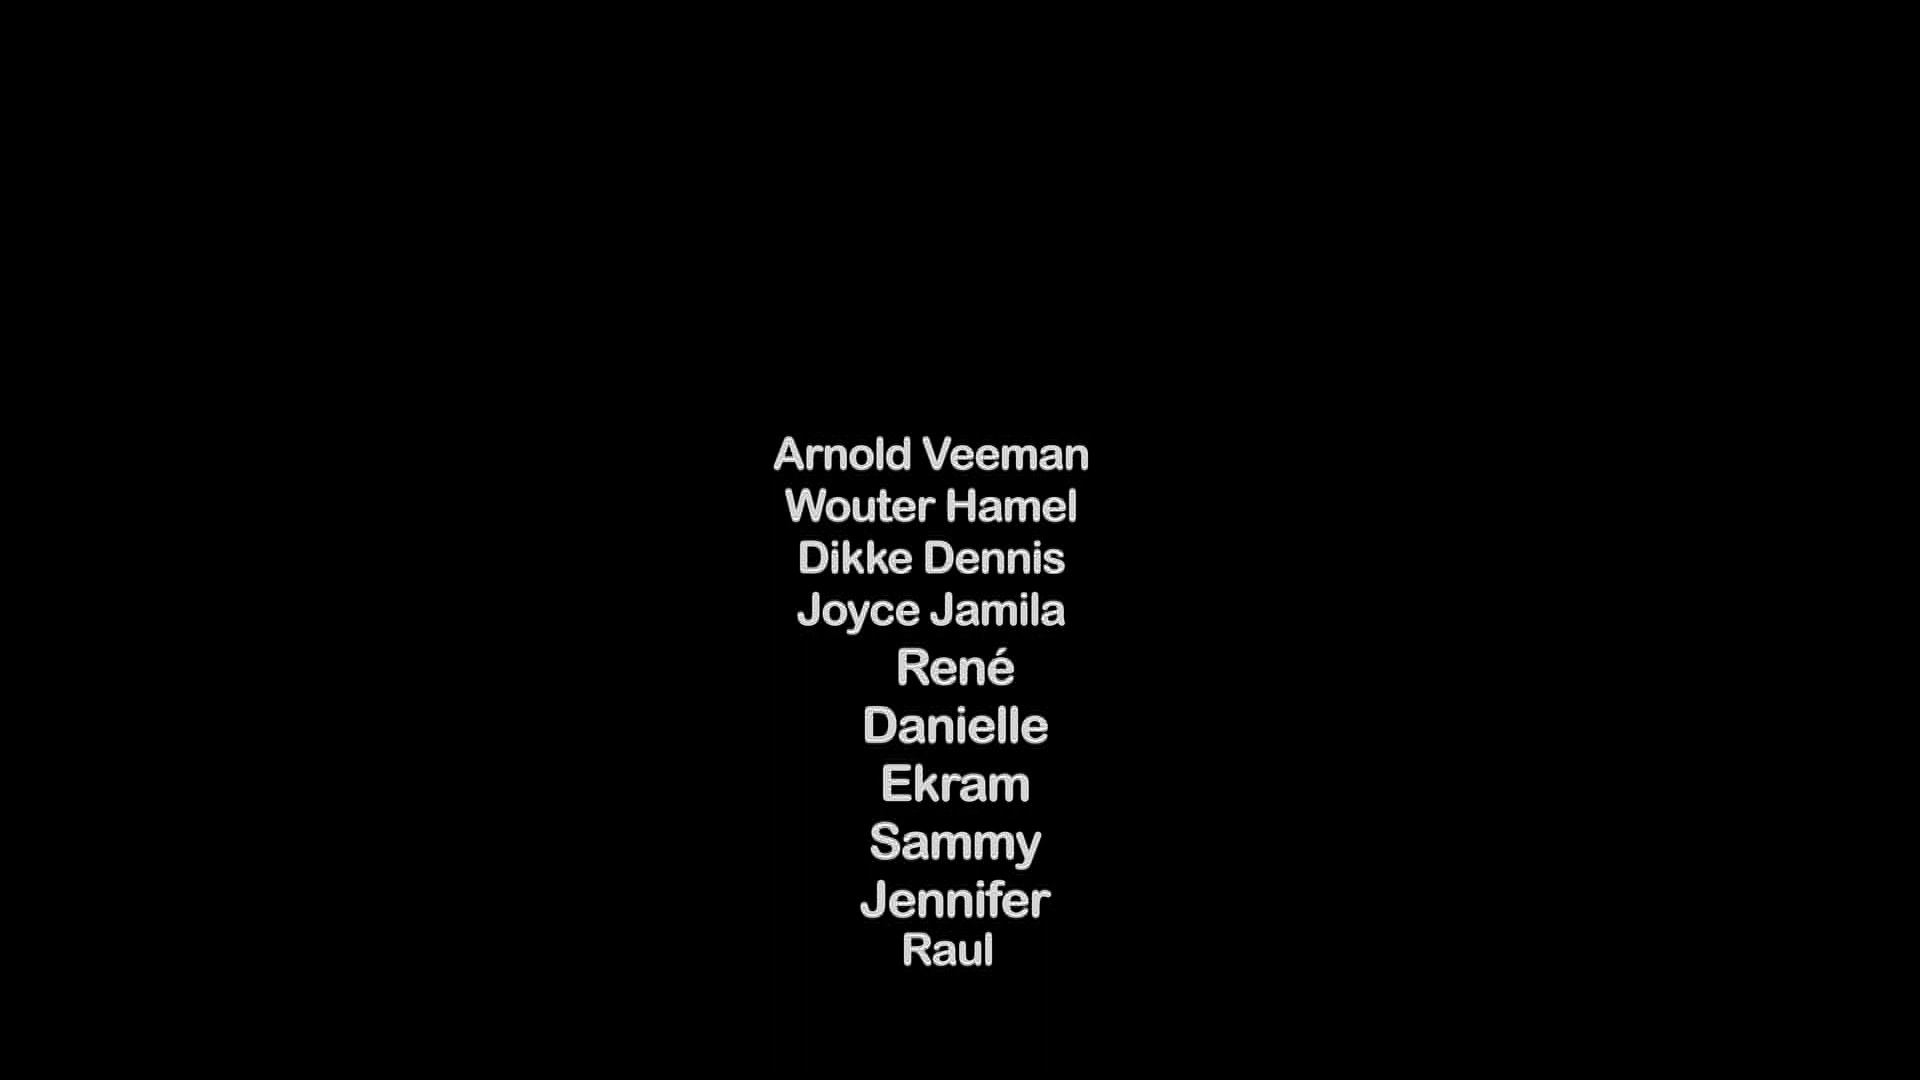 Arnold Veeman
Wouter Hamel
Dikke Dennis
Joyce Jamila
René
Danielle
Ekram
Sammy
Jennifer
Raul